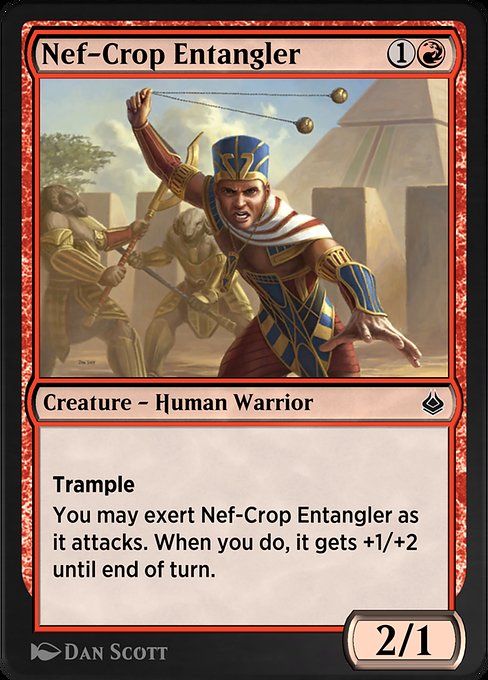 Nef-Crop Entangler 1
Creature – Human Warrior
Trample
You may exert Nef-Crop Entangler as
it attacks. When you do, it gets +1/+2
until end of turn.
2/1
Dan Scott